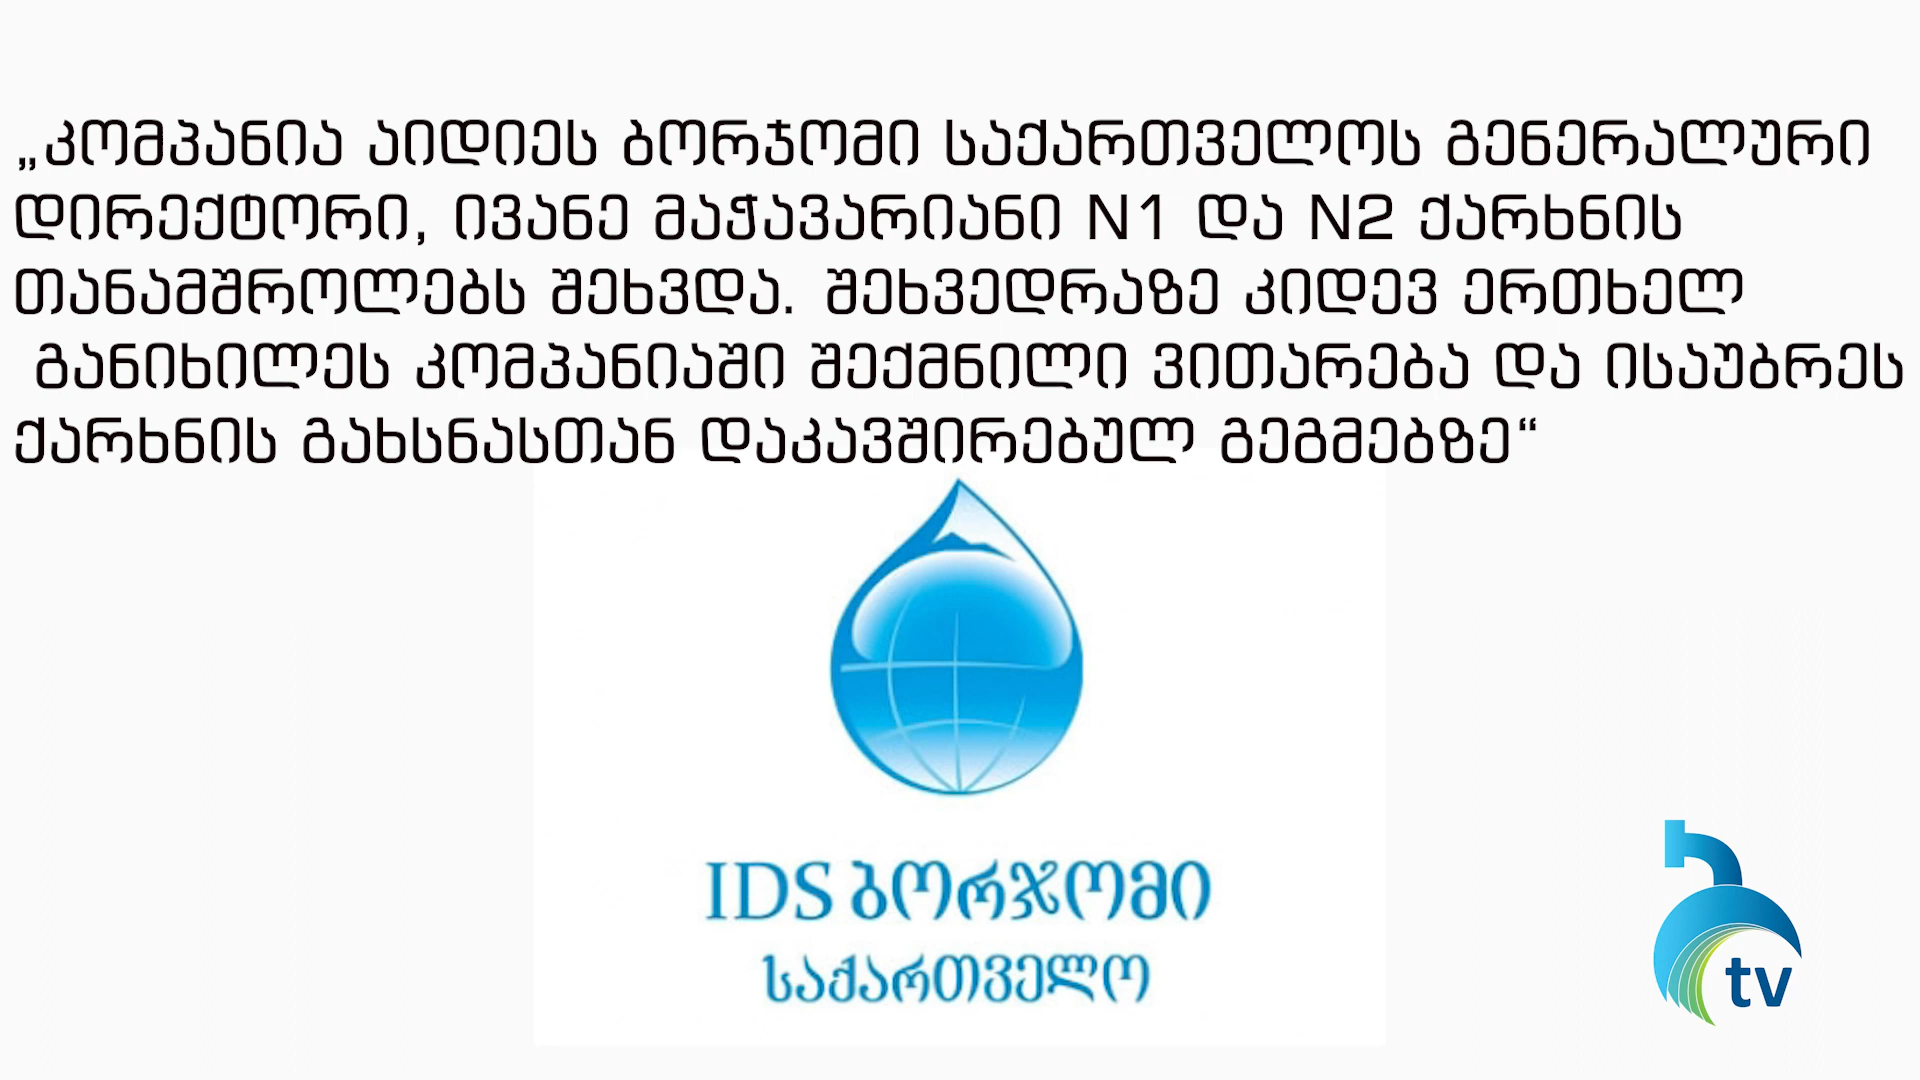 „კომპანია აიდიეს ბორჯომი საქართველოს გენერალური
დირექტორი, ივანე მაჭავარიანი N1 და N2 ქარხნის
თანამშროლებს შეხვდა. შეხვედრაზე კიდევ ერთხელ
განიხილეს კომპანიაში შექმნილი ვითარება და ისაუბრეს
ქარხნის გახსნასთან დაკავშირებულ გეგმებზე“
IDS ბორჯომი
საქართველო
tv